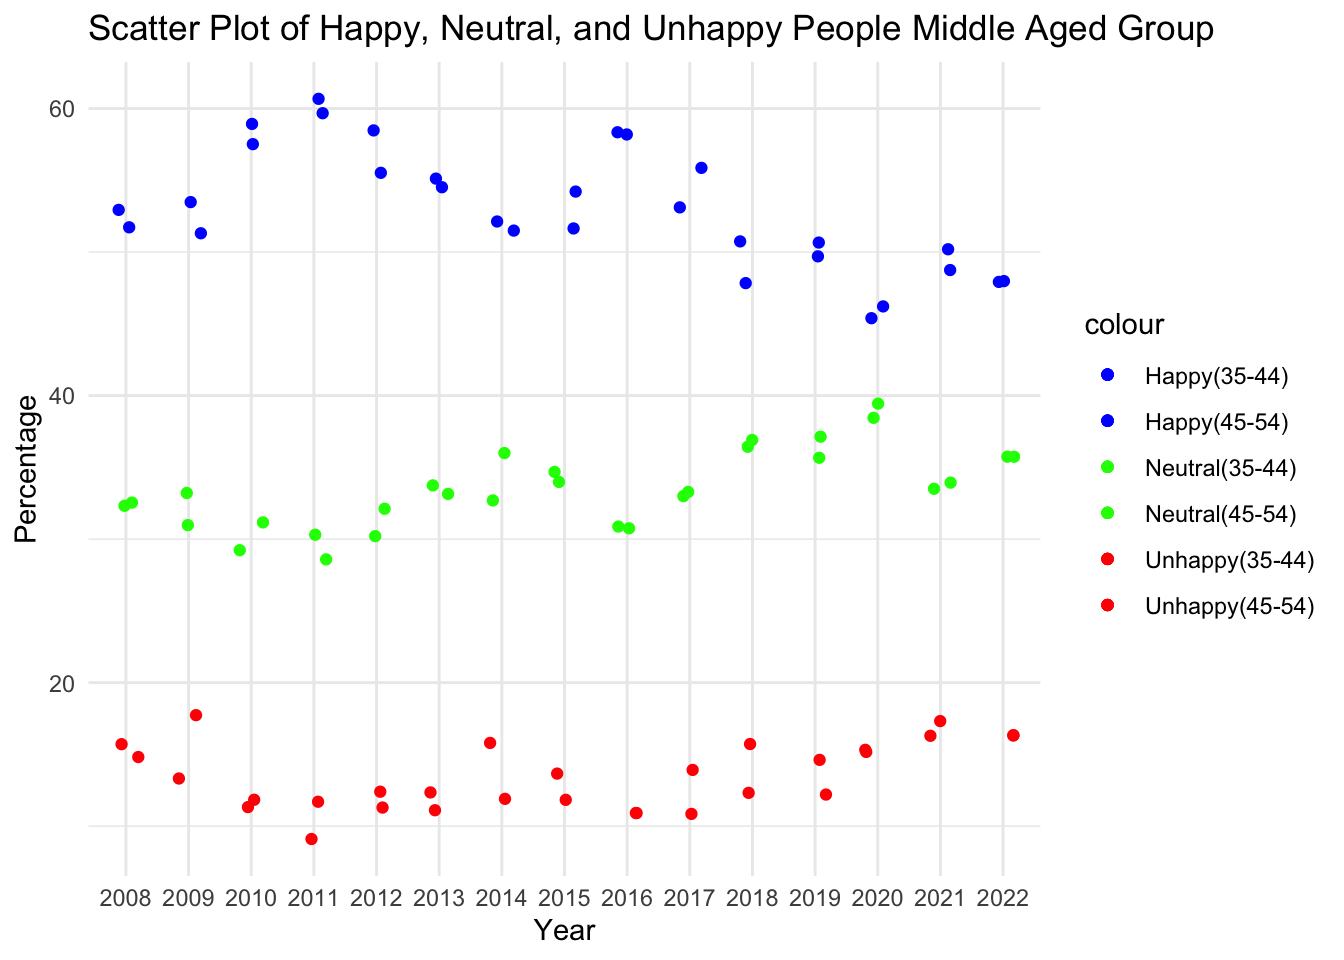 Scatter Plot of Happy, Neutral, and Unhappy People Middle Aged Group
60
40
20
Percentage
2008 2009 2010 2011 2012 2013 2014 2015 2016 2017 2018 2019 2020 2021 2022
Year
colour
Happy(35-44)
Happy(45-54)
Neutral(35-44)
Neutral(45-54)
Unhappy(35-44)
Unhappy(45-54)